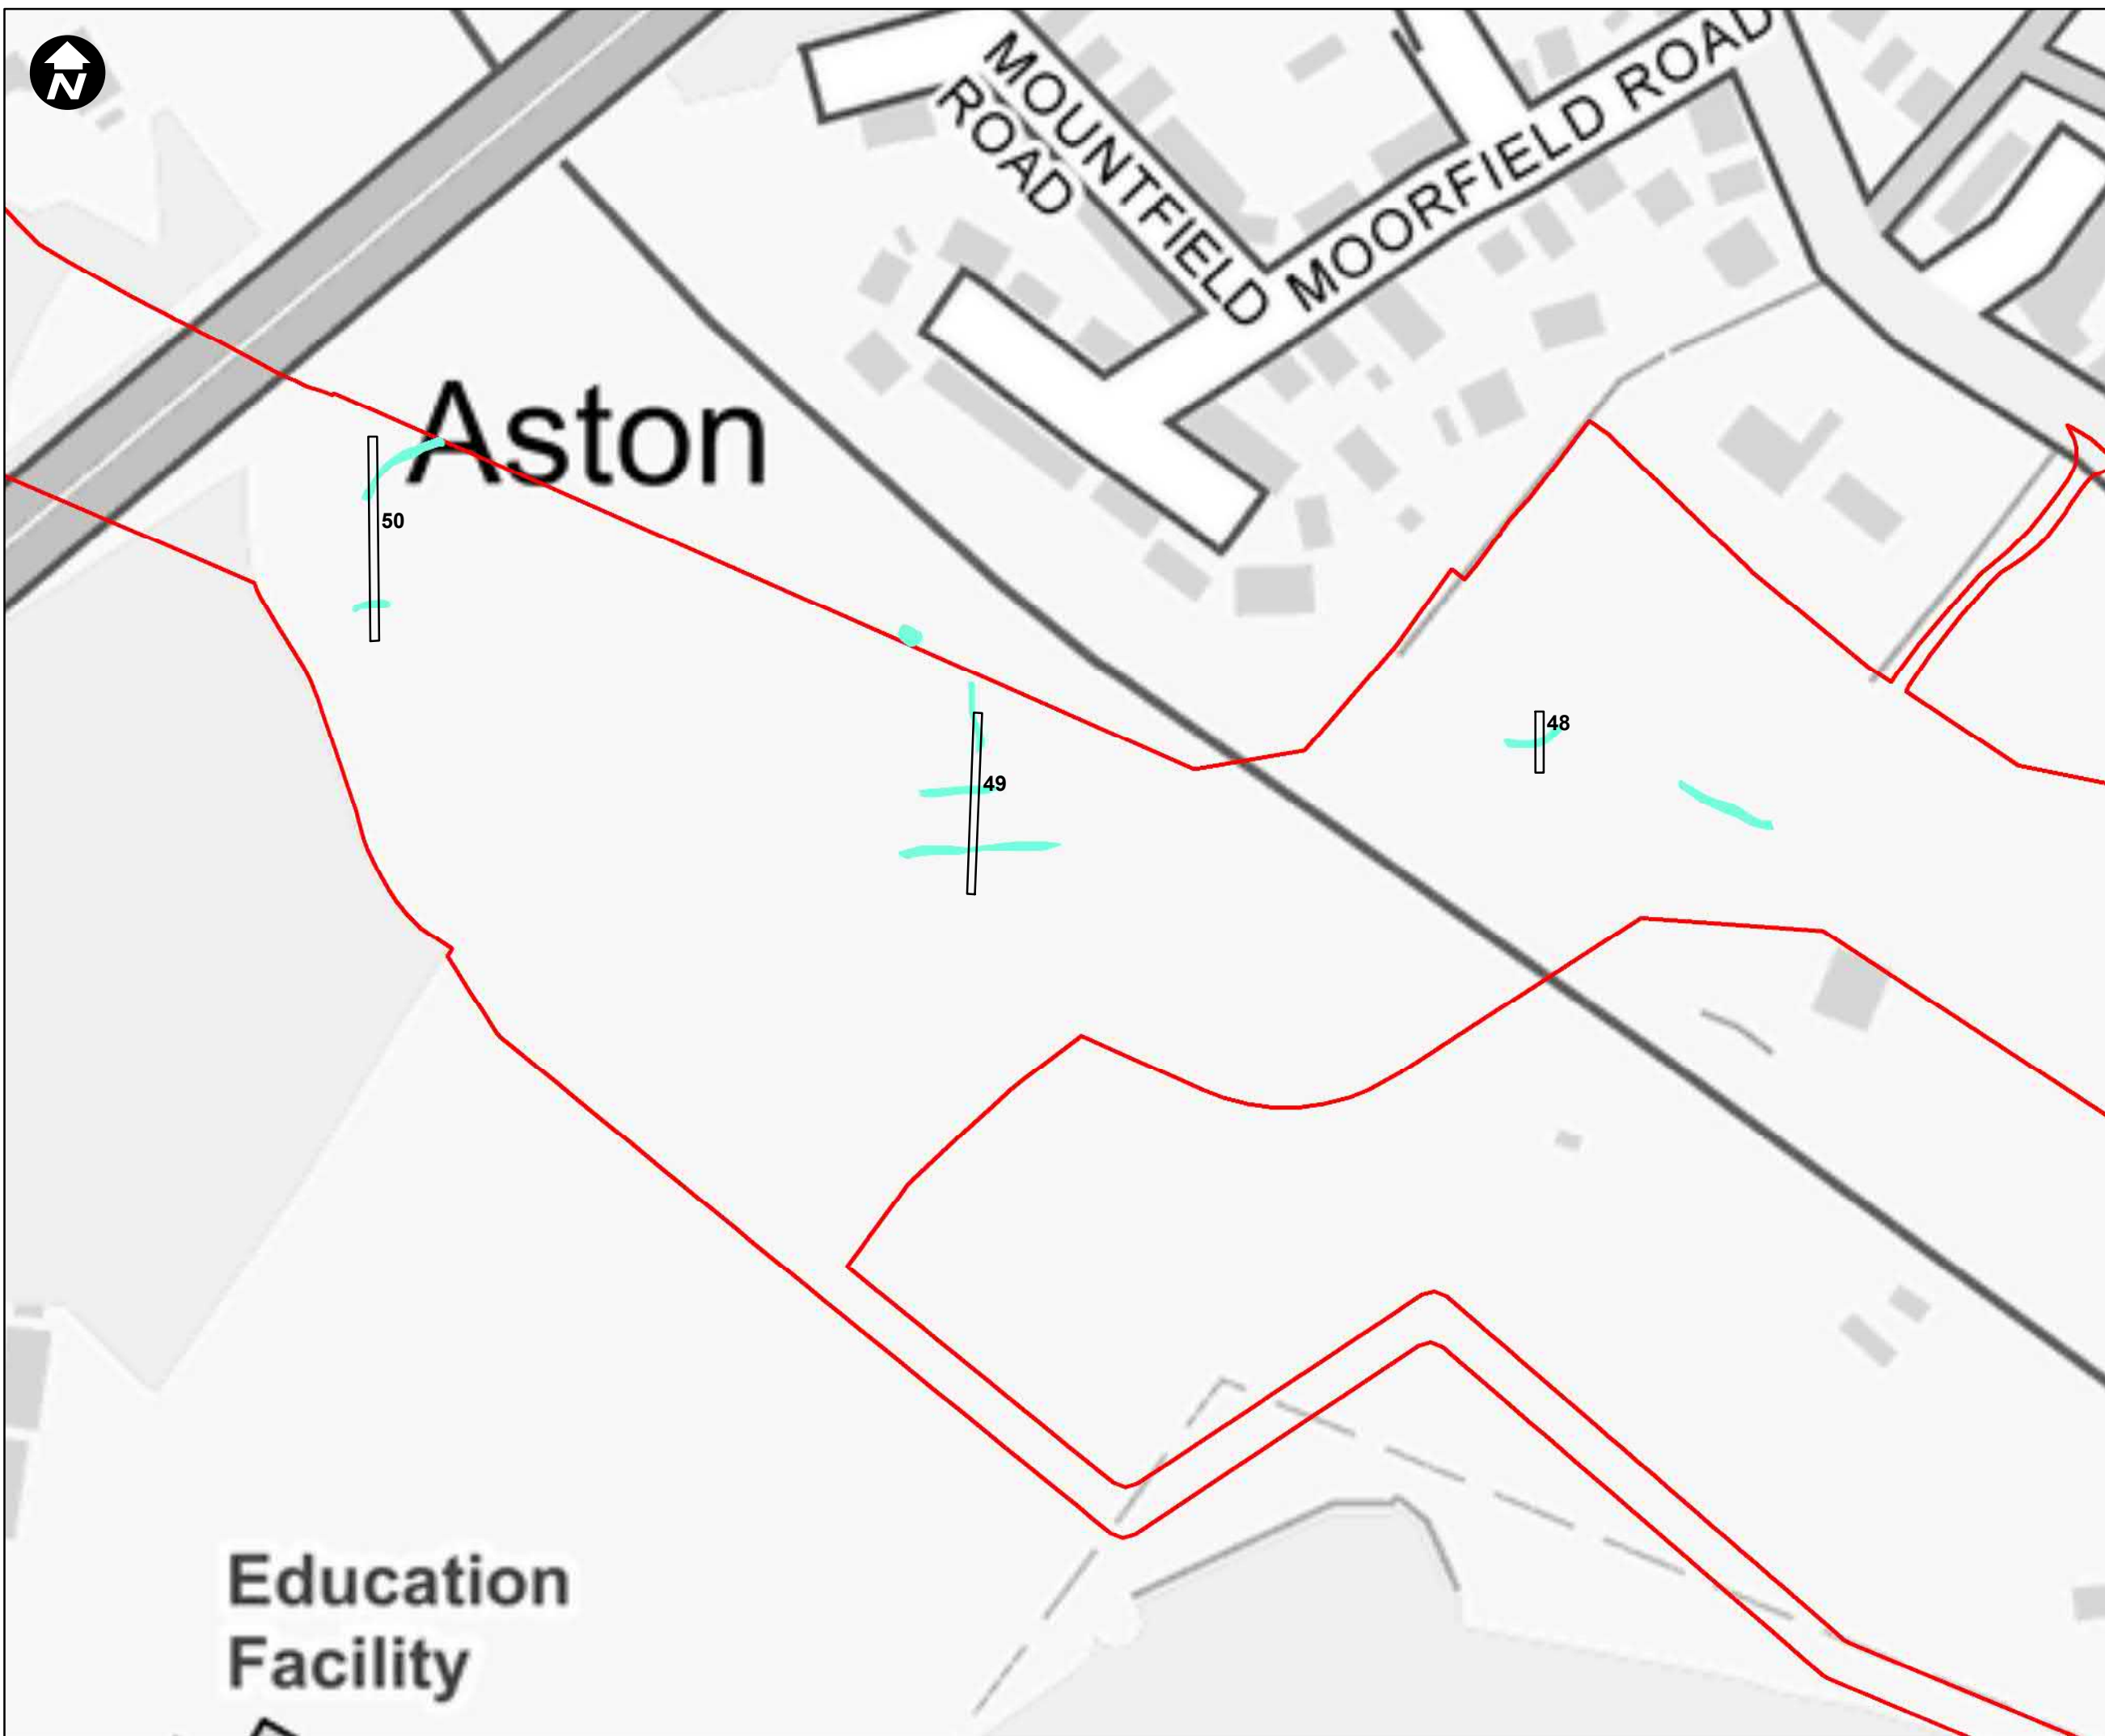 N
MOUNTFIELD
ROAD
MOORFIELD ROAD
Aston
50
49
48
Education
Facility